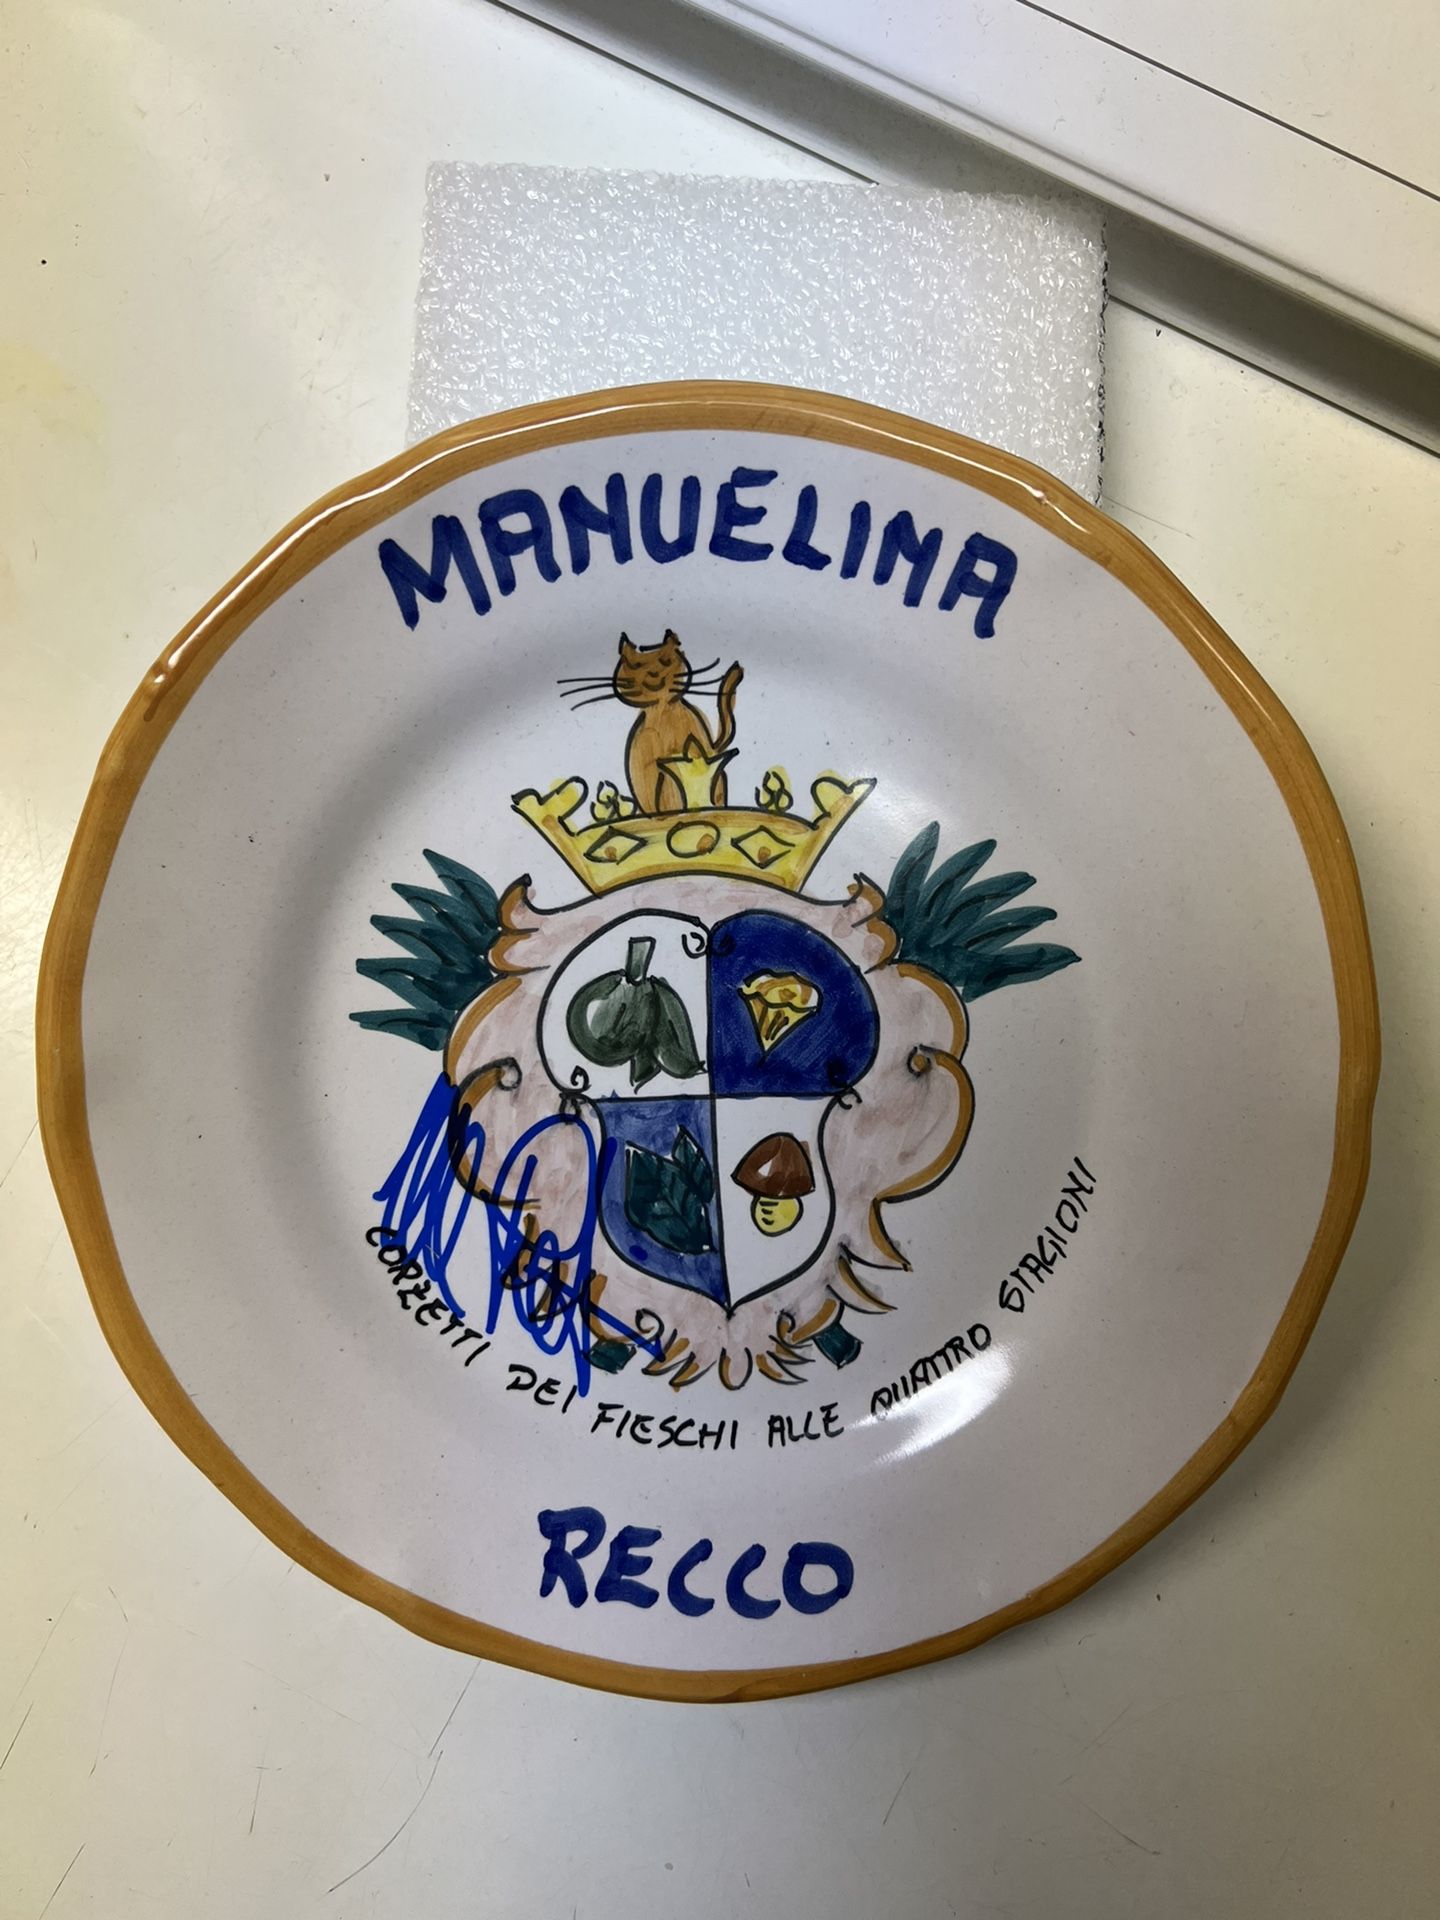 MANUELINA
CORZETTI DEI FIESCHI ALLE QUATTRO STAGIONI
RECCO